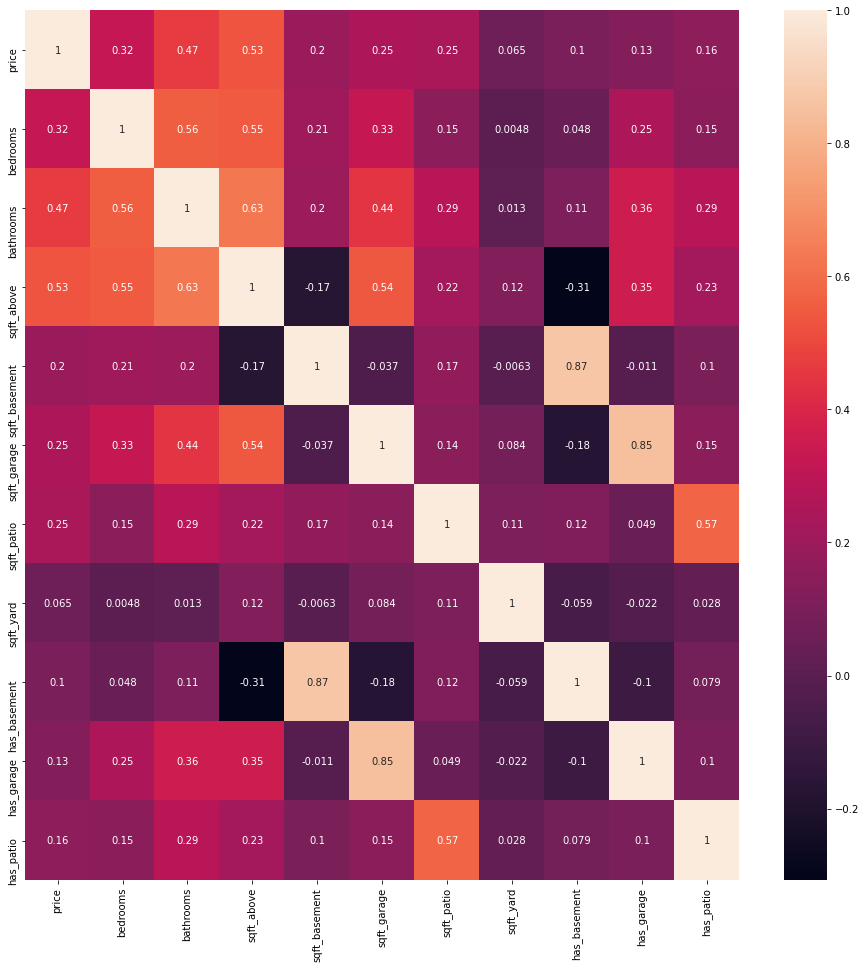 price 1 0.32 0.47 0.53 0.2 0.25 0.25 0.065 0.1 0.13 0.16
bedrooms 0.32 1 0.56 0.55 0.21 0.33 0.15 0.0048 0.048 0.25 0.15
bathrooms 0.47 0.56 1 0.63 0.2 0.44 0.29 0.013 0.11 0.36 0.29
sqft_above 0.53 0.55 0.63 1 -0.17 0.54 0.22 0.12 -0.31 0.35 0.23
sqft_basement 0.2 0.21 0.2 -0.17 1 -0.037 0.17 -0.0063 0.87 -0.011 0.1
sqft_garage 0.25 0.33 0.44 0.54 -0.037 1 0.14 0.084 -0.18 0.85 0.15
sqft_patio 0.25 0.15 0.29 0.22 0.17 0.14 1 0.11 0.12 0.049 0.57
sqft_yard 0.065 0.0048 0.013 0.12 -0.0063 0.084 0.11 1 -0.059 -0.022 0.028
has_basement 0.1 0.048 0.11 -0.31 0.87 -0.18 0.12 -0.059 1 -0.1 0.079
has_garage 0.13 0.25 0.36 0.35 -0.011 0.85 0.049 -0.022 -0.1 1 0.1
has_patio 0.16 0.15 0.29 0.23 0.1 0.15 0.57 0.028 0.079 0.1 1
price bedrooms bathrooms sqft_above sqft_basement sqft_garage sqft_patio sqft_yard has_basement has_garage has_patio
1.0
0.8
0.6
0.4
0.2
0.0
-0.2